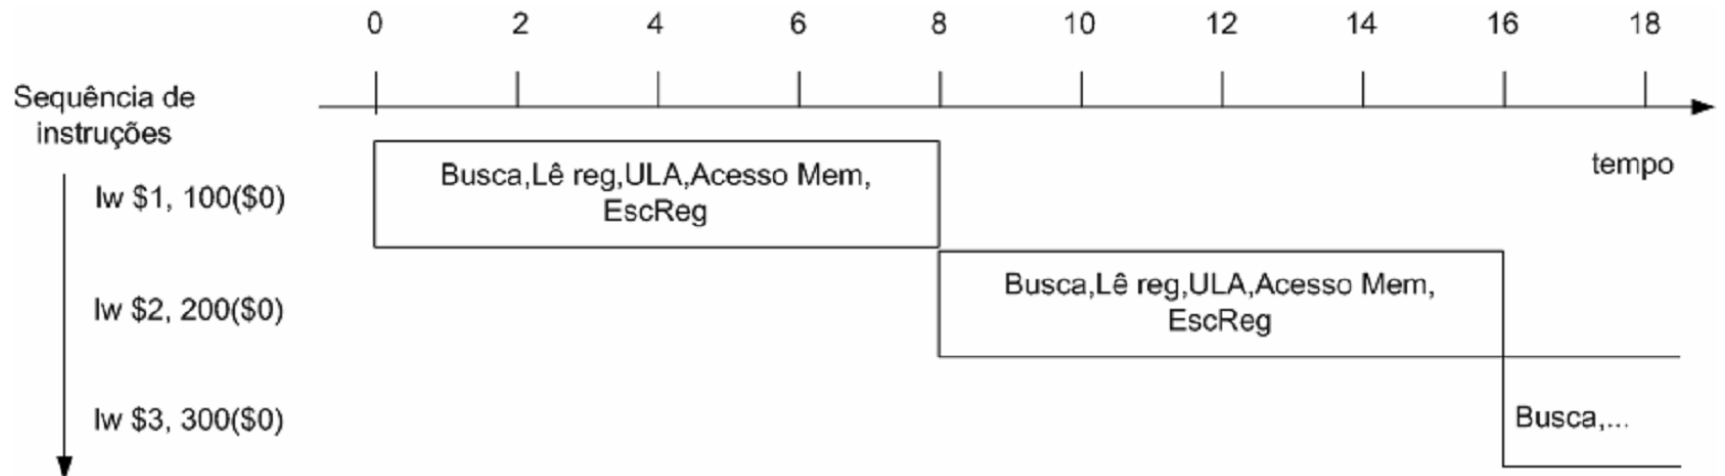 0 2 4 6 8 10 12 14 16 18
Sequência de
instruções
tempo
lw $1, 100($0)
Busca,Lê reg,ULA,Acesso Mem,
EscReg
lw $2, 200($0)
Busca,Lê reg,ULA,Acesso Mem,
EscReg
lw $3, 300($0)
Busca,...